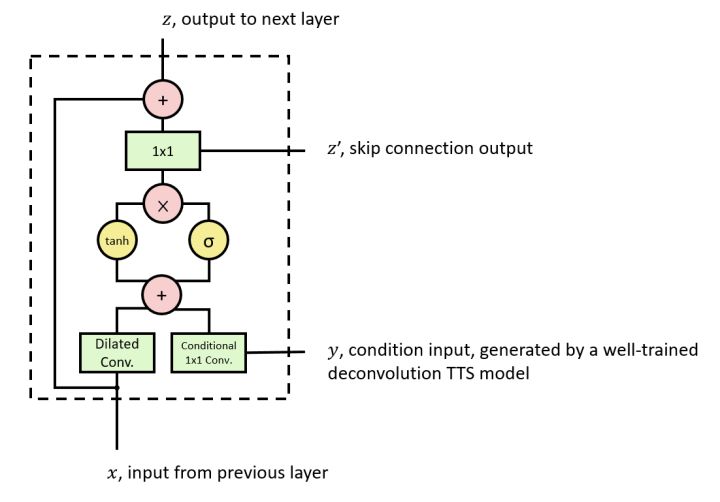 z, output to next layer
+
1x1
z′, skip connection output
×
tanh
σ
+
Dilated
Conv.
Conditional
1x1 Conv.
y, condition input, generated by a well-trained
deconvolution TTS model
x, input from previous layer